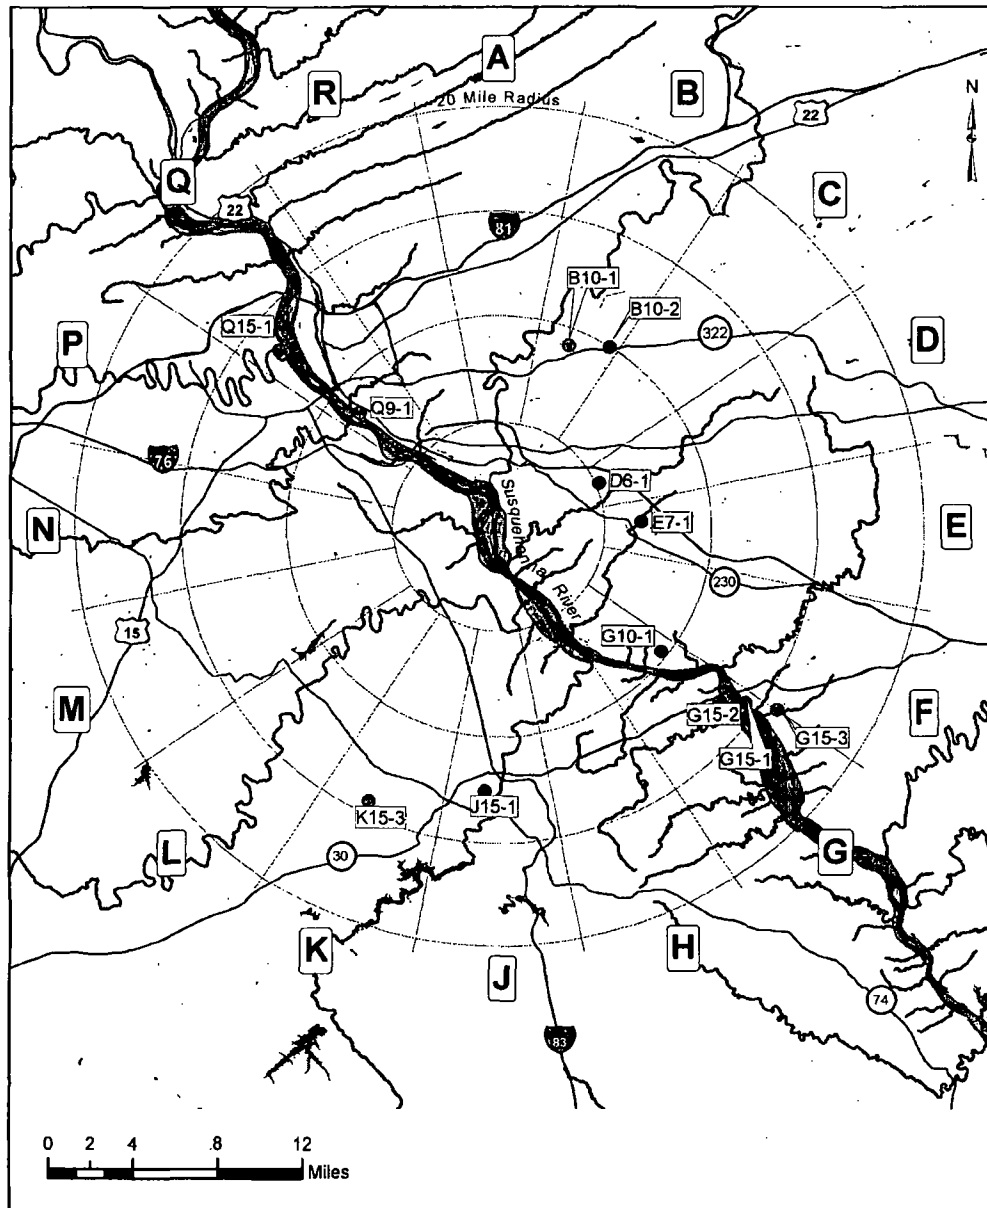 A
R
B
20 Mile Radius
N
22
C
Q
22
81
B10-1
B10-2
Q15-1
322
P
D
Q9-1
76
D6-1
Susquehanna River
E7-1
N
E
230
15
G10-1
M
F
G15-2
G15-3
G15-1
J15-1
K15-3
30
L
G
K
H
J
74
83
0 2 4 8 12
Miles